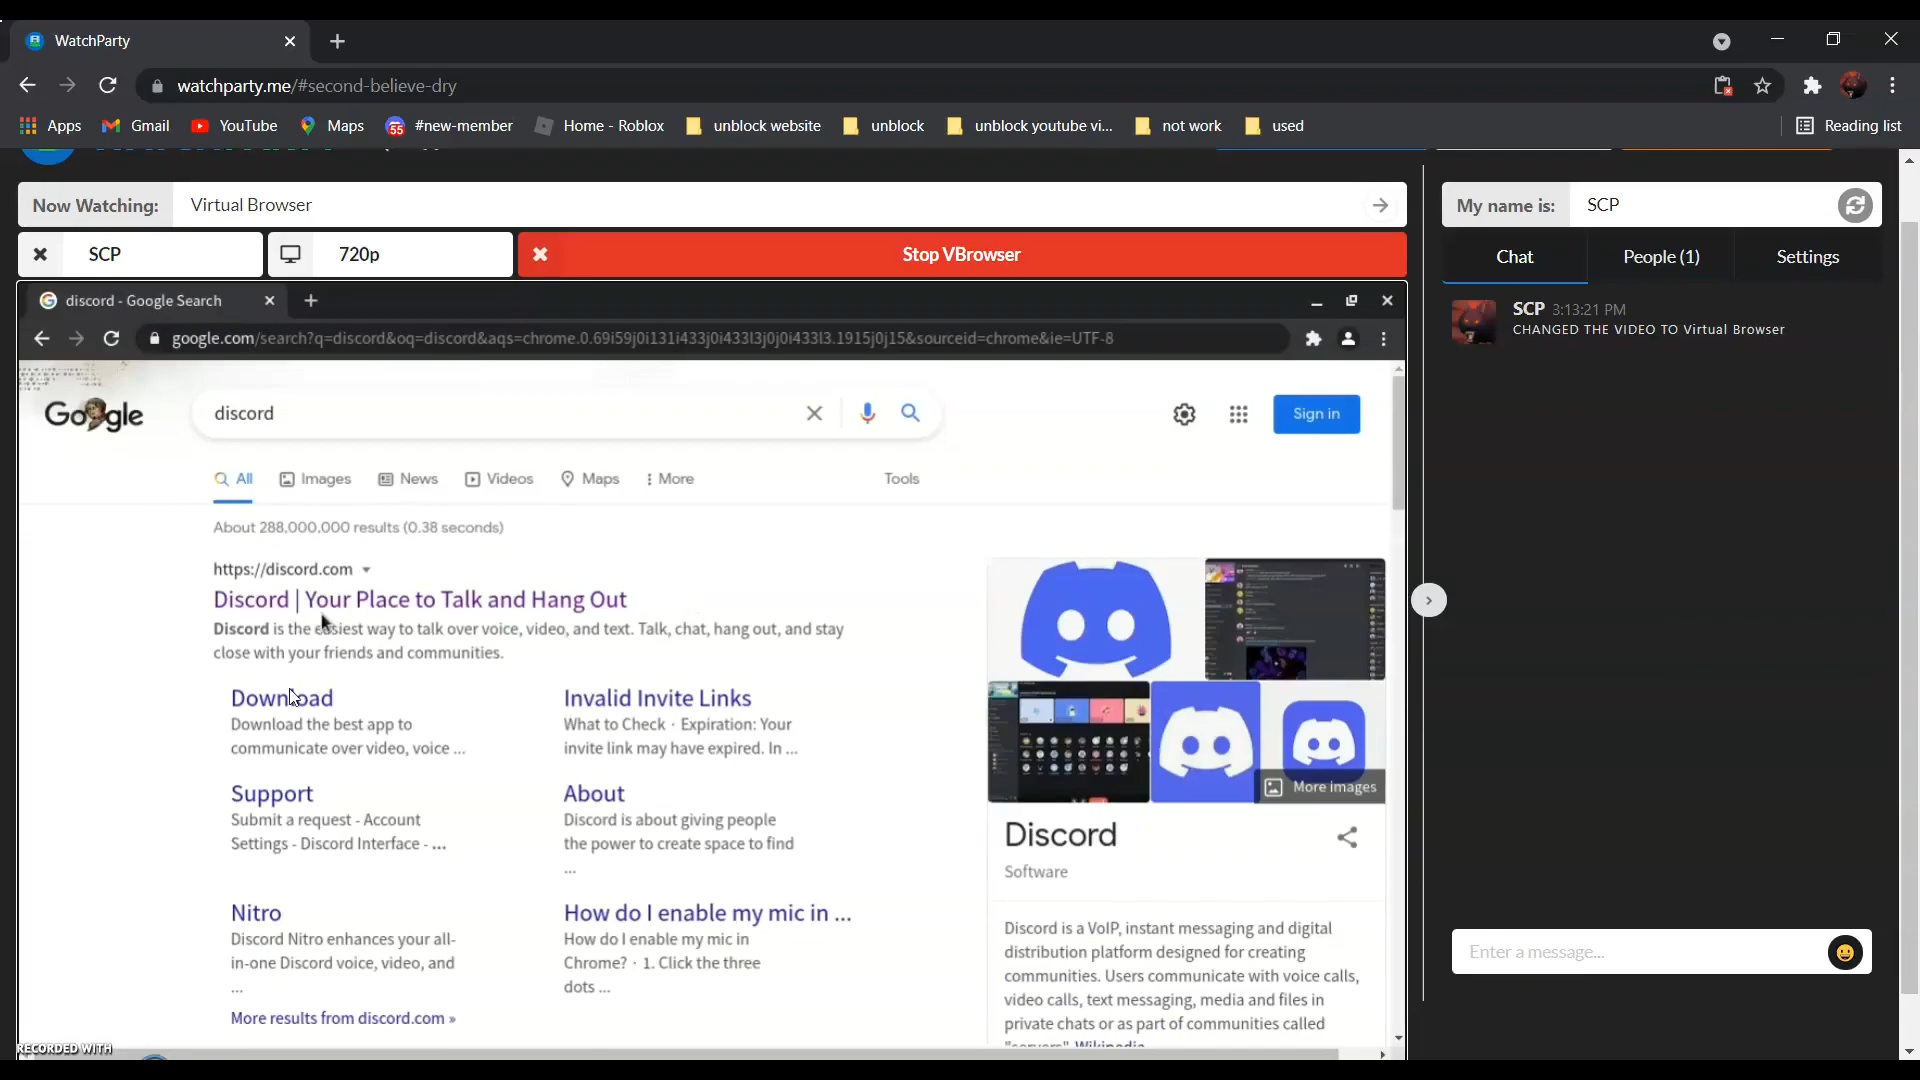 WatchParty
watchparty.me/#second-believe-dry
Apps
Gmail
YouTube
Maps
55
#new-member
Home - Roblox
unblock website
unblock
unblock youtube vi...
not work
used
Reading list
Now Watching:
Virtual Browser
SCP
720p
Stop VBrowser
discord - Google Search
google.com/search?q=discord&oq=discord&aqs=chrome.0.69i59j0i131i433j0i433l3j0j0i433l3.1915j0j15&sourceid=chrome&ie=UTF-8
Google
discord
Sign in
All
Images
News
Videos
Maps
More
Tools
About 288,000,000 results (0.38 seconds)
https://discord.com
Discord | Your Place to Talk and Hang Out
Discord is the easiest way to talk over voice, video, and text. Talk, chat, hang out, and stay
close with your friends and communities.
Download
Download the best app to
communicate over video, voice ...
Invalid Invite Links
What to Check · Expiration: Your
invite link may have expired. In ...
Support
Submit a request - Account
Settings - Discord Interface - ...
About
Discord is about giving people
the power to create space to find
...
Nitro
Discord Nitro enhances your all-
in-one Discord voice, video, and
...
How do I enable my mic in ...
How do I enable my mic in
Chrome? · 1. Click the three
dots ...
More results from discord.com »
More images
Discord
Software
Discord is a VoIP, instant messaging and digital
distribution platform designed for creating
communities. Users communicate with voice calls,
video calls, text messaging, media and files in
private chats or as part of communities called
"servers". Wikipedia
My name is:
SCP
Chat
People (1)
Settings
SCP 3:13:21 PM
CHANGED THE VIDEO TO Virtual Browser
Enter a message...
RECORDED WITH